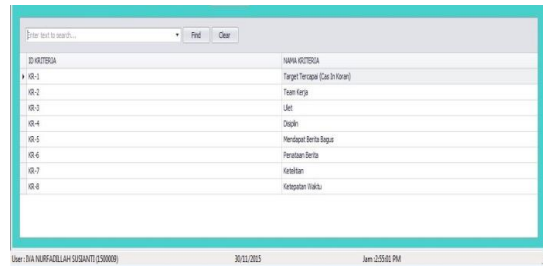 Enter text to search...
Find
Clear
ID KRITERIA NAMA KRITERIA
KR-1 Target Tercapai (Cas In Koran)
KR-2 Team Kerja
KR-3 Ulet
KR-4 Displin
KR-5 Mendapat Berita Bagus
KR-6 Penataan Berita
KR-7 Ketelitian
KR-8 Ketepatan Waktu
User : IVA NURFADILLAH SUSIANTI (1500009) 30/11/2015 Jam :2:55:01 PM